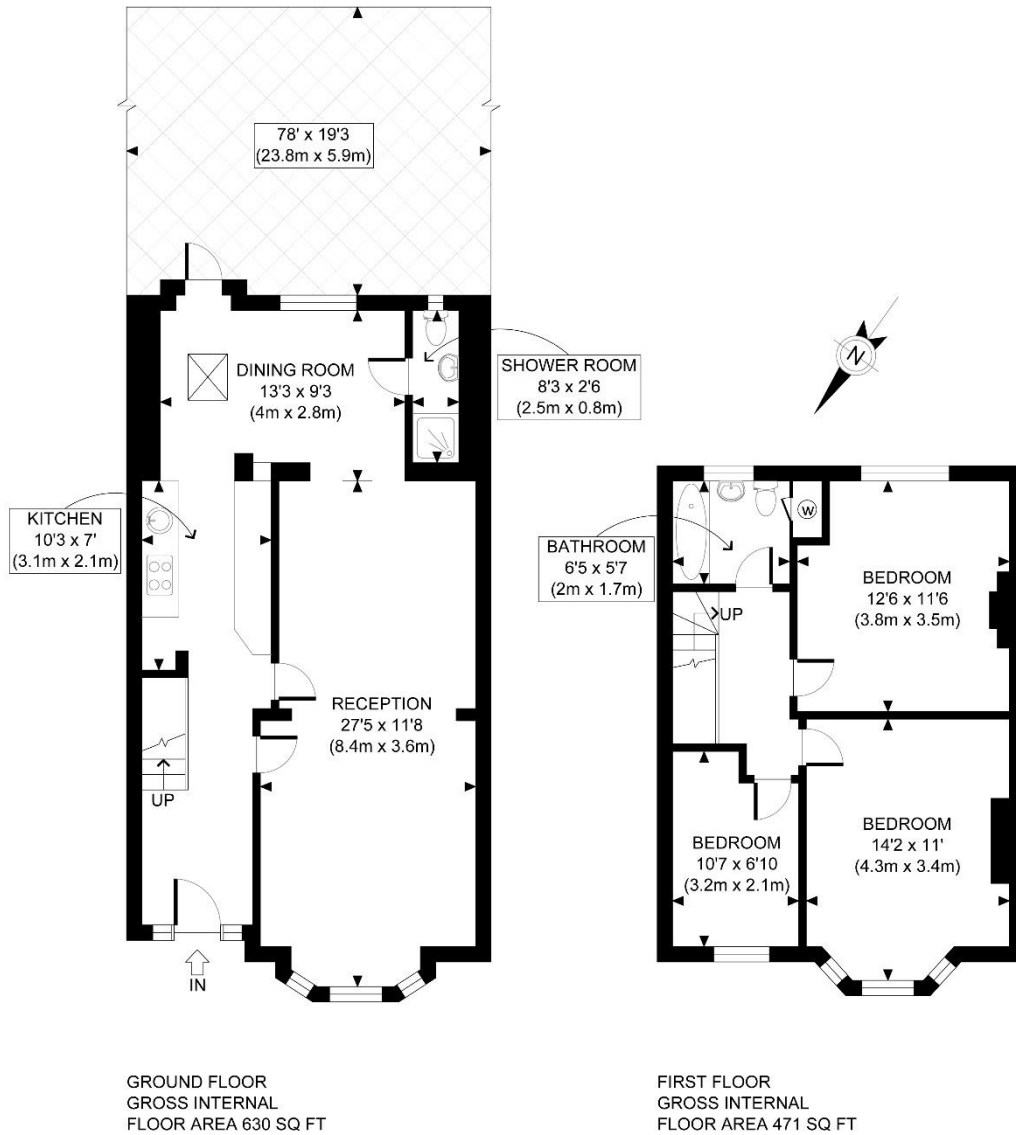 78' x 19'3
(23.8m x 5.9m)
DINING ROOM
13'3 x 9'3
(4m x 2.8m)
SHOWER ROOM
8'3 x 2'6
(2.5m x 0.8m)
N
KITCHEN
10'3 x 7'
(3.1m x 2.1m)
RECEPTION
27'5 x 11'8
(8.4m x 3.6m)
UP
IN
BATHROOM
6'5 x 5'7
(2m x 1.7m)
W
UP
BEDROOM
12'6 x 11'6
(3.8m x 3.5m)
BEDROOM
10'7 x 6'10
(3.2m x 2.1m)
BEDROOM
14'2 x 11'
(4.3m x 3.4m)
GROUND FLOOR
GROSS INTERNAL
FLOOR AREA 630 SQ FT
FIRST FLOOR
GROSS INTERNAL
FLOOR AREA 471 SQ FT